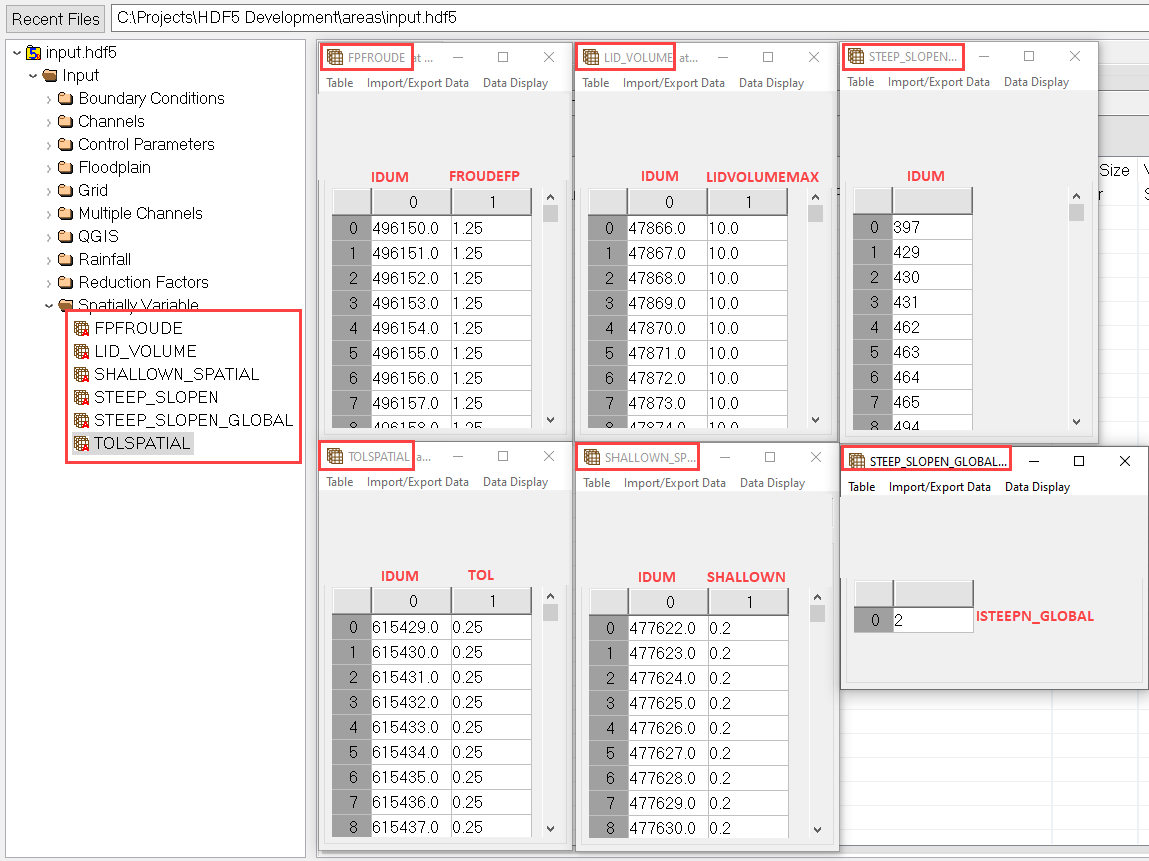 Recent Files
C:\Projects\HDF5 Development\areas\input.hdf5
input.hdf5
Input
Boundary Conditions
Channels
Control Parameters
Floodplain
Grid
Multiple Channels
QGIS
Rainfall
Reduction Factors
Spatially Variable
FPFROUDE
LID_VOLUME
SHALLOWN_SPATIAL
STEEP_SLOPEN
STEEP_SLOPEN_GLOBAL
TOLSPATIAL
FPFROUDE at ...
Table Import/Export Data Data Display
IDUM FROUDEFP
0 1
0 496150.0 1.25
1 496151.0 1.25
2 496152.0 1.25
3 496153.0 1.25
4 496154.0 1.25
5 496155.0 1.25
6 496156.0 1.25
7 496157.0 1.25
8 496158.0 1.25
LID_VOLUME at...
Table Import/Export Data Data Display
IDUM LIDVOLUMEMAX
0 1
0 47866.0 10.0
1 47867.0 10.0
2 47868.0 10.0
3 47869.0 10.0
4 47870.0 10.0
5 47871.0 10.0
6 47872.0 10.0
7 47873.0 10.0
8 47874.0 10.0
STEEP_SLOPEN...
Table Import/Export Data Data Display
IDUM
0 397
1 429
2 430
3 431
4 462
5 463
6 464
7 465
8 494
Size
TOLSPATIAL a...
Table Import/Export Data Data Display
IDUM TOL
0 1
0 615429.0 0.25
1 615430.0 0.25
2 615431.0 0.25
3 615432.0 0.25
4 615433.0 0.25
5 615434.0 0.25
6 615435.0 0.25
7 615436.0 0.25
8 615437.0 0.25
SHALLOWN_SP...
Table Import/Export Data Data Display
IDUM SHALLOWN
0 1
0 477622.0 0.2
1 477623.0 0.2
2 477624.0 0.2
3 477625.0 0.2
4 477626.0 0.2
5 477627.0 0.2
6 477628.0 0.2
7 477629.0 0.2
8 477630.0 0.2
STEEP_SLOPEN_GLOBAL...
Table Import/Export Data Data Display
0 2
ISTEEPN_GLOBAL